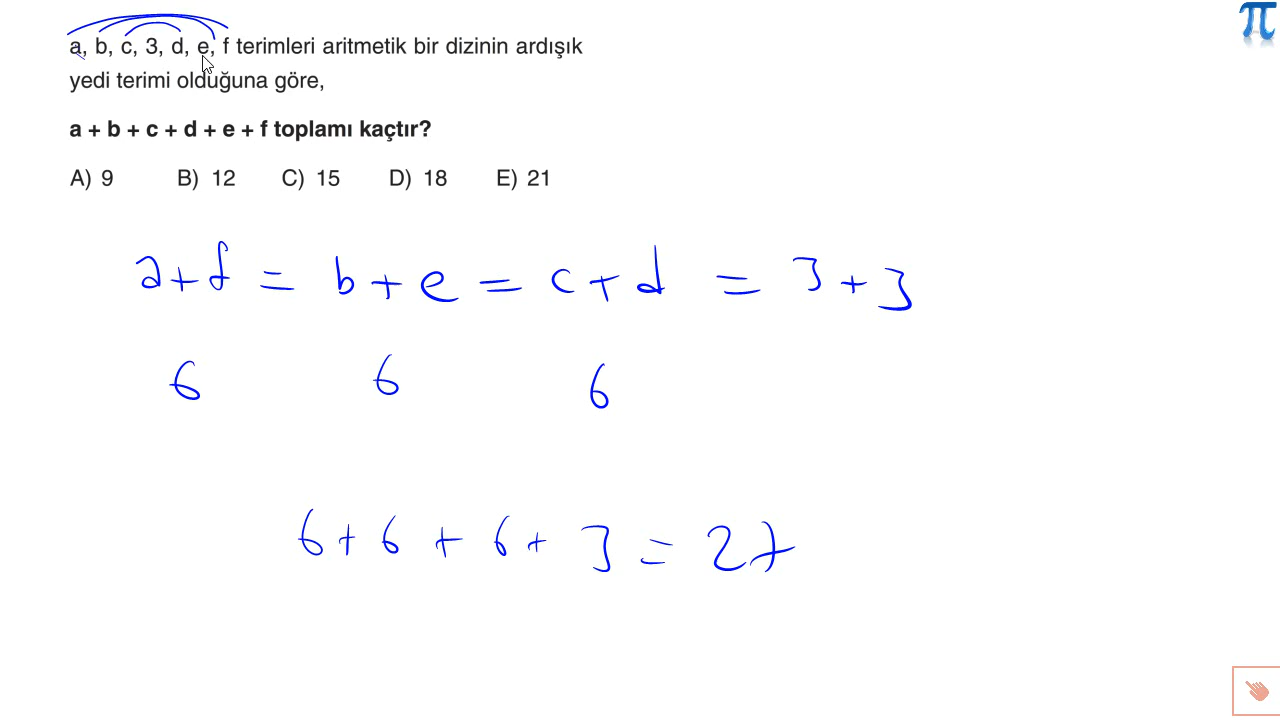 a, b, c, 3, d, e, f terimleri aritmetik bir dizinin ardışık
yedi terimi olduğuna göre,
a + b + c + d + e + f toplamı kaçtır?
A) 9 B) 12 C) 15 D) 18 E) 21
a+f = b+e = c+d = 3+3
6 6 6
6+6+6+3=27
π